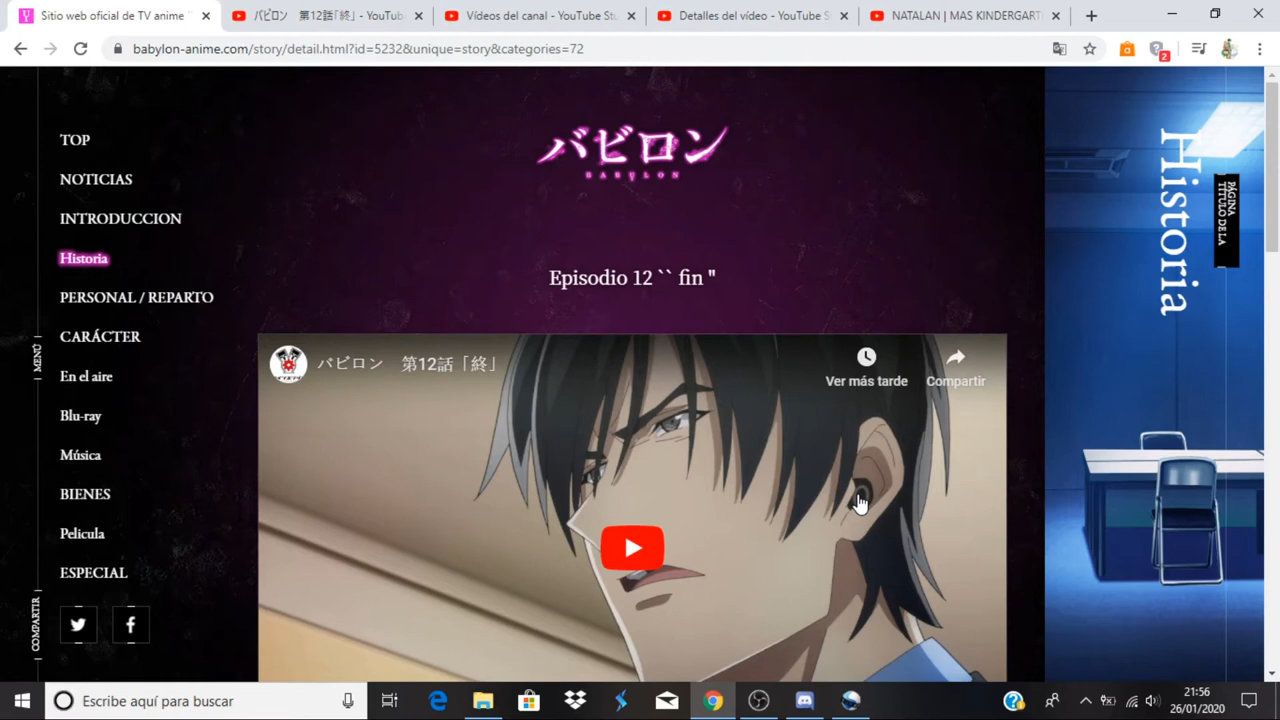 Sitio web oficial de TV anime "
バビロン 第12話「終」 - YouTub
Vídeos del canal - YouTube Stu
Detalles del vídeo - YouTube S
NATALAN | MAS KINDERGART
babylon-anime.com/story/detail.html?id=5232&unique=story&categories=72
2
TOP
NOTICIAS
INTRODUCCION
Historia
PERSONAL / REPARTO
CARÁCTER
En el aire
Blu-ray
Música
BIENES
Pelicula
ESPECIAL
MENÚ
COMPARTIR
バビロン
BABYLON
Episodio 12 `` fin "
バビロン 第12話「終」
Ver más tarde
Compartir
Historia
PÁGINA
TÍTULO DE LA
Escribe aquí para buscar
21:56
26/01/2020